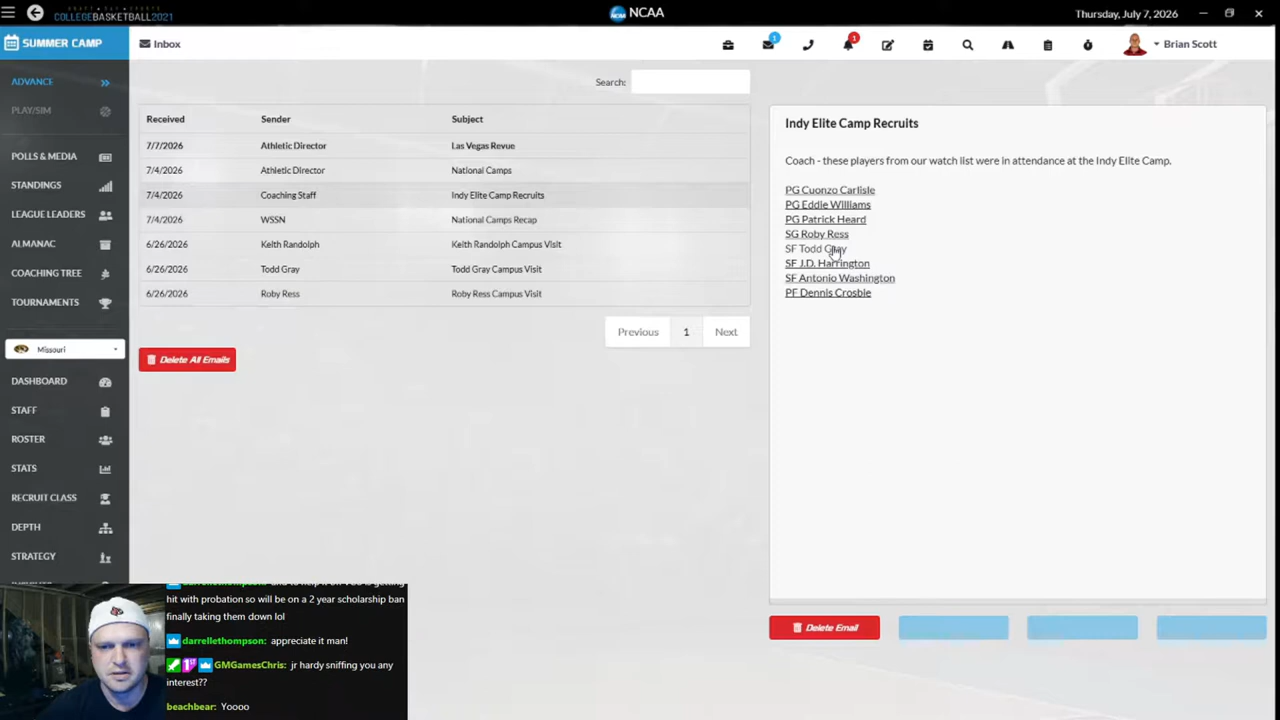 DRAFT DAY SPORTS
COLLEGEBASKETBALL2021
NCAA
Thursday, July 7, 2026
SUMMER CAMP
Inbox
1
1
Brian Scott
ADVANCE
PLAY/SIM
POLLS & MEDIA
STANDINGS
LEAGUE LEADERS
ALMANAC
COACHING TREE
TOURNAMENTS
Missouri
DASHBOARD
STAFF
ROSTER
STATS
RECRUIT CLASS
DEPTH
STRATEGY
Search:
Received Sender Subject
7/7/2026 Athletic Director Las Vegas Revue
7/4/2026 Athletic Director National Camps
7/4/2026 Coaching Staff Indy Elite Camp Recruits
7/4/2026 WSSN National Camps Recap
6/26/2026 Keith Randolph Keith Randolph Campus Visit
6/26/2026 Todd Gray Todd Gray Campus Visit
6/26/2026 Roby Ress Roby Ress Campus Visit
Previous 1 Next
Delete All Emails
Indy Elite Camp Recruits
Coach - these players from our watch list were in attendance at the Indy Elite Camp.
PG Cuonzo Carlisle
PG Eddie Williams
PG Patrick Heard
SG Roby Ress
SF Todd Gray
SF J.D. Harrington
SF Antonio Washington
PF Dennis Crosbie
Delete Email
hit with probation so will be on a 2 year scholarship ban
finally taking them down lol
darrellethompson: appreciate it man!
GMGamesChris: jr hardy sniffing you any
interest??
beachbear: Yoooo